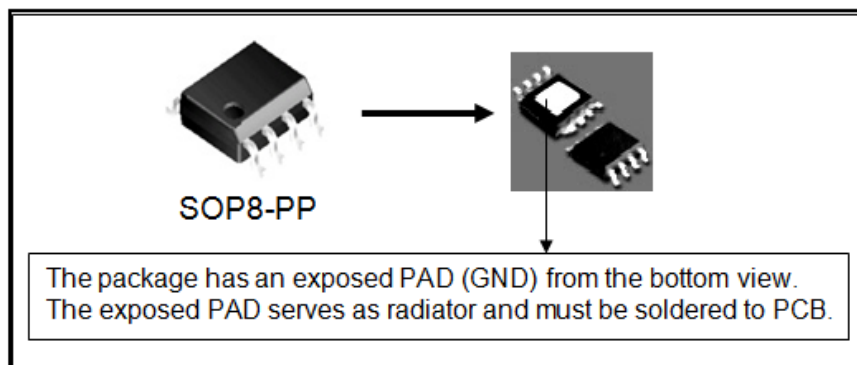 SOP8-PP
The package has an exposed PAD (GND) from the bottom view.
The exposed PAD serves as radiator and must be soldered to PCB.